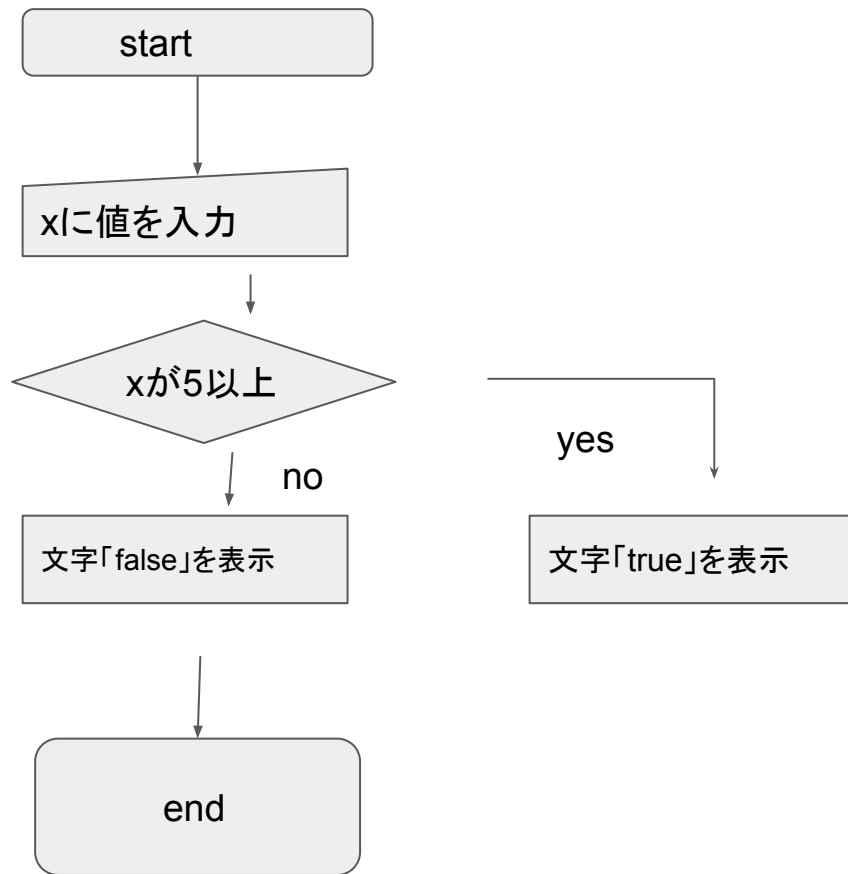 start
xに値を入力
xが5以上
yes
no
文字「false」を表示
文字「true」を表示
end